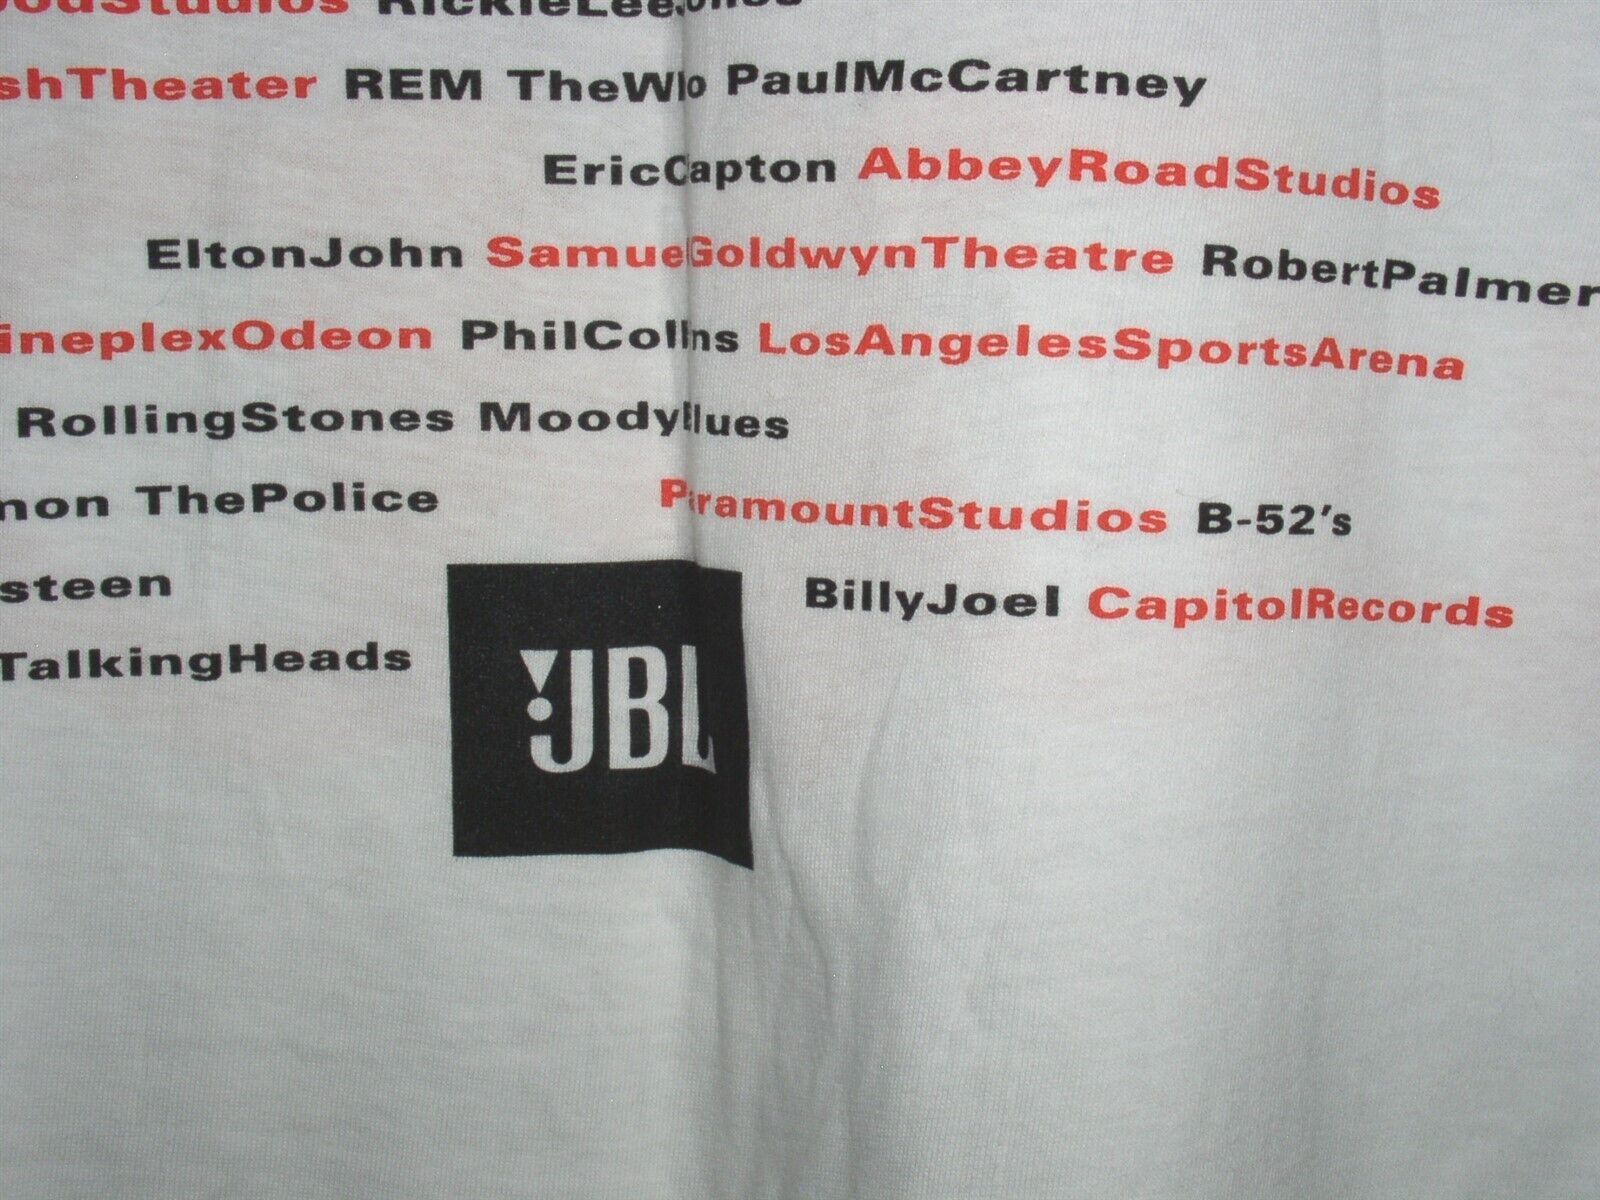 RickieLeeJones
REM TheWho PaulMcCartney
EricClapton AbbeyRoadStudios
EltonJohn SamuelGoldwynTheatre RobertPalmer
ineplexOdeon PhilCollins LosAngelesSportsArena
RollingStones MoodyBlues
non ThePolice ParamountStudios B-52's
steen BillyJoel CapitolRecords
TalkingHeads
JBL